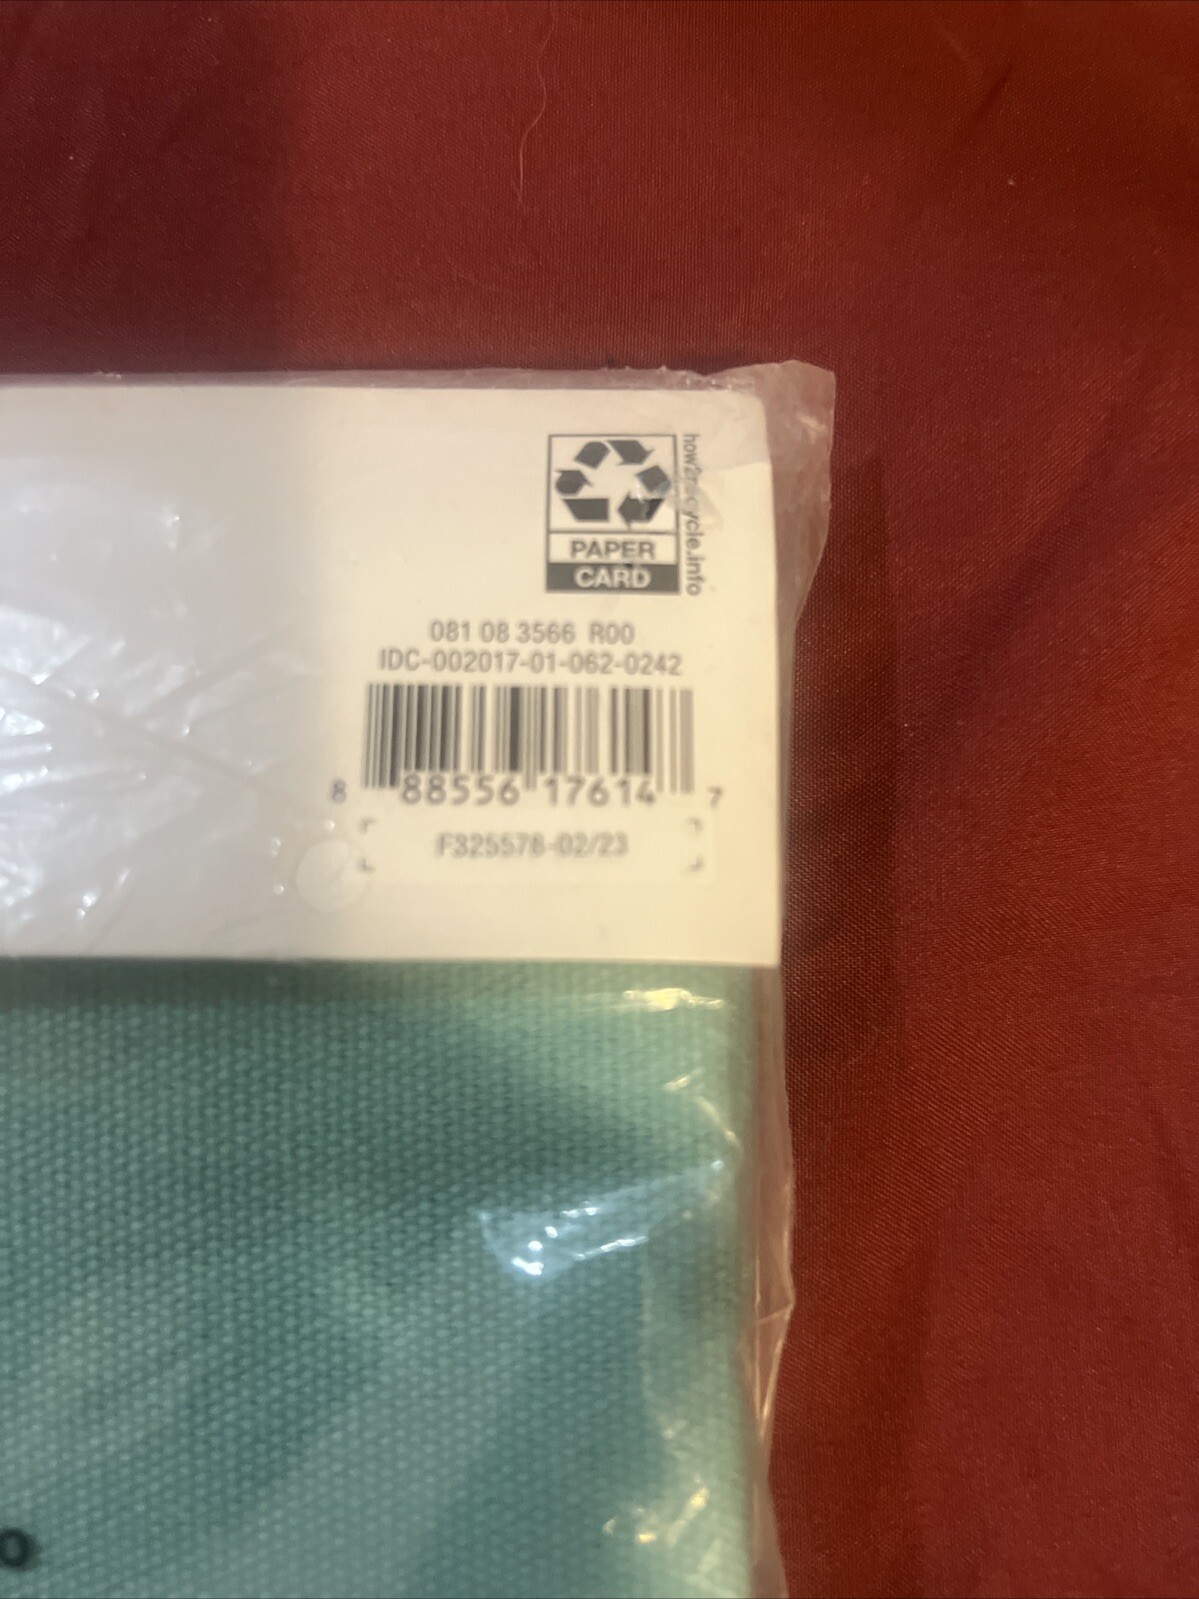 how2recycle.info
PAPER
CARD
081 08 3566 R00
IDC-002017-01-062-0242
8 88556 17614 7
F325578-02/23
o